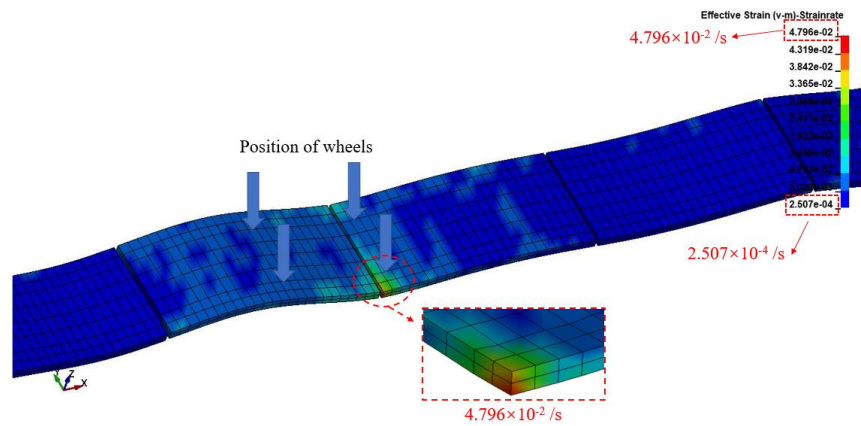 Effective Strain (v-m)-Strainrate
4.796e-02
4.319e-02
3.842e-02
3.365e-02
2.507e-04
4.796×10⁻² /s
Position of wheels
2.507×10⁻⁴ /s
4.796×10⁻² /s
Y Z X